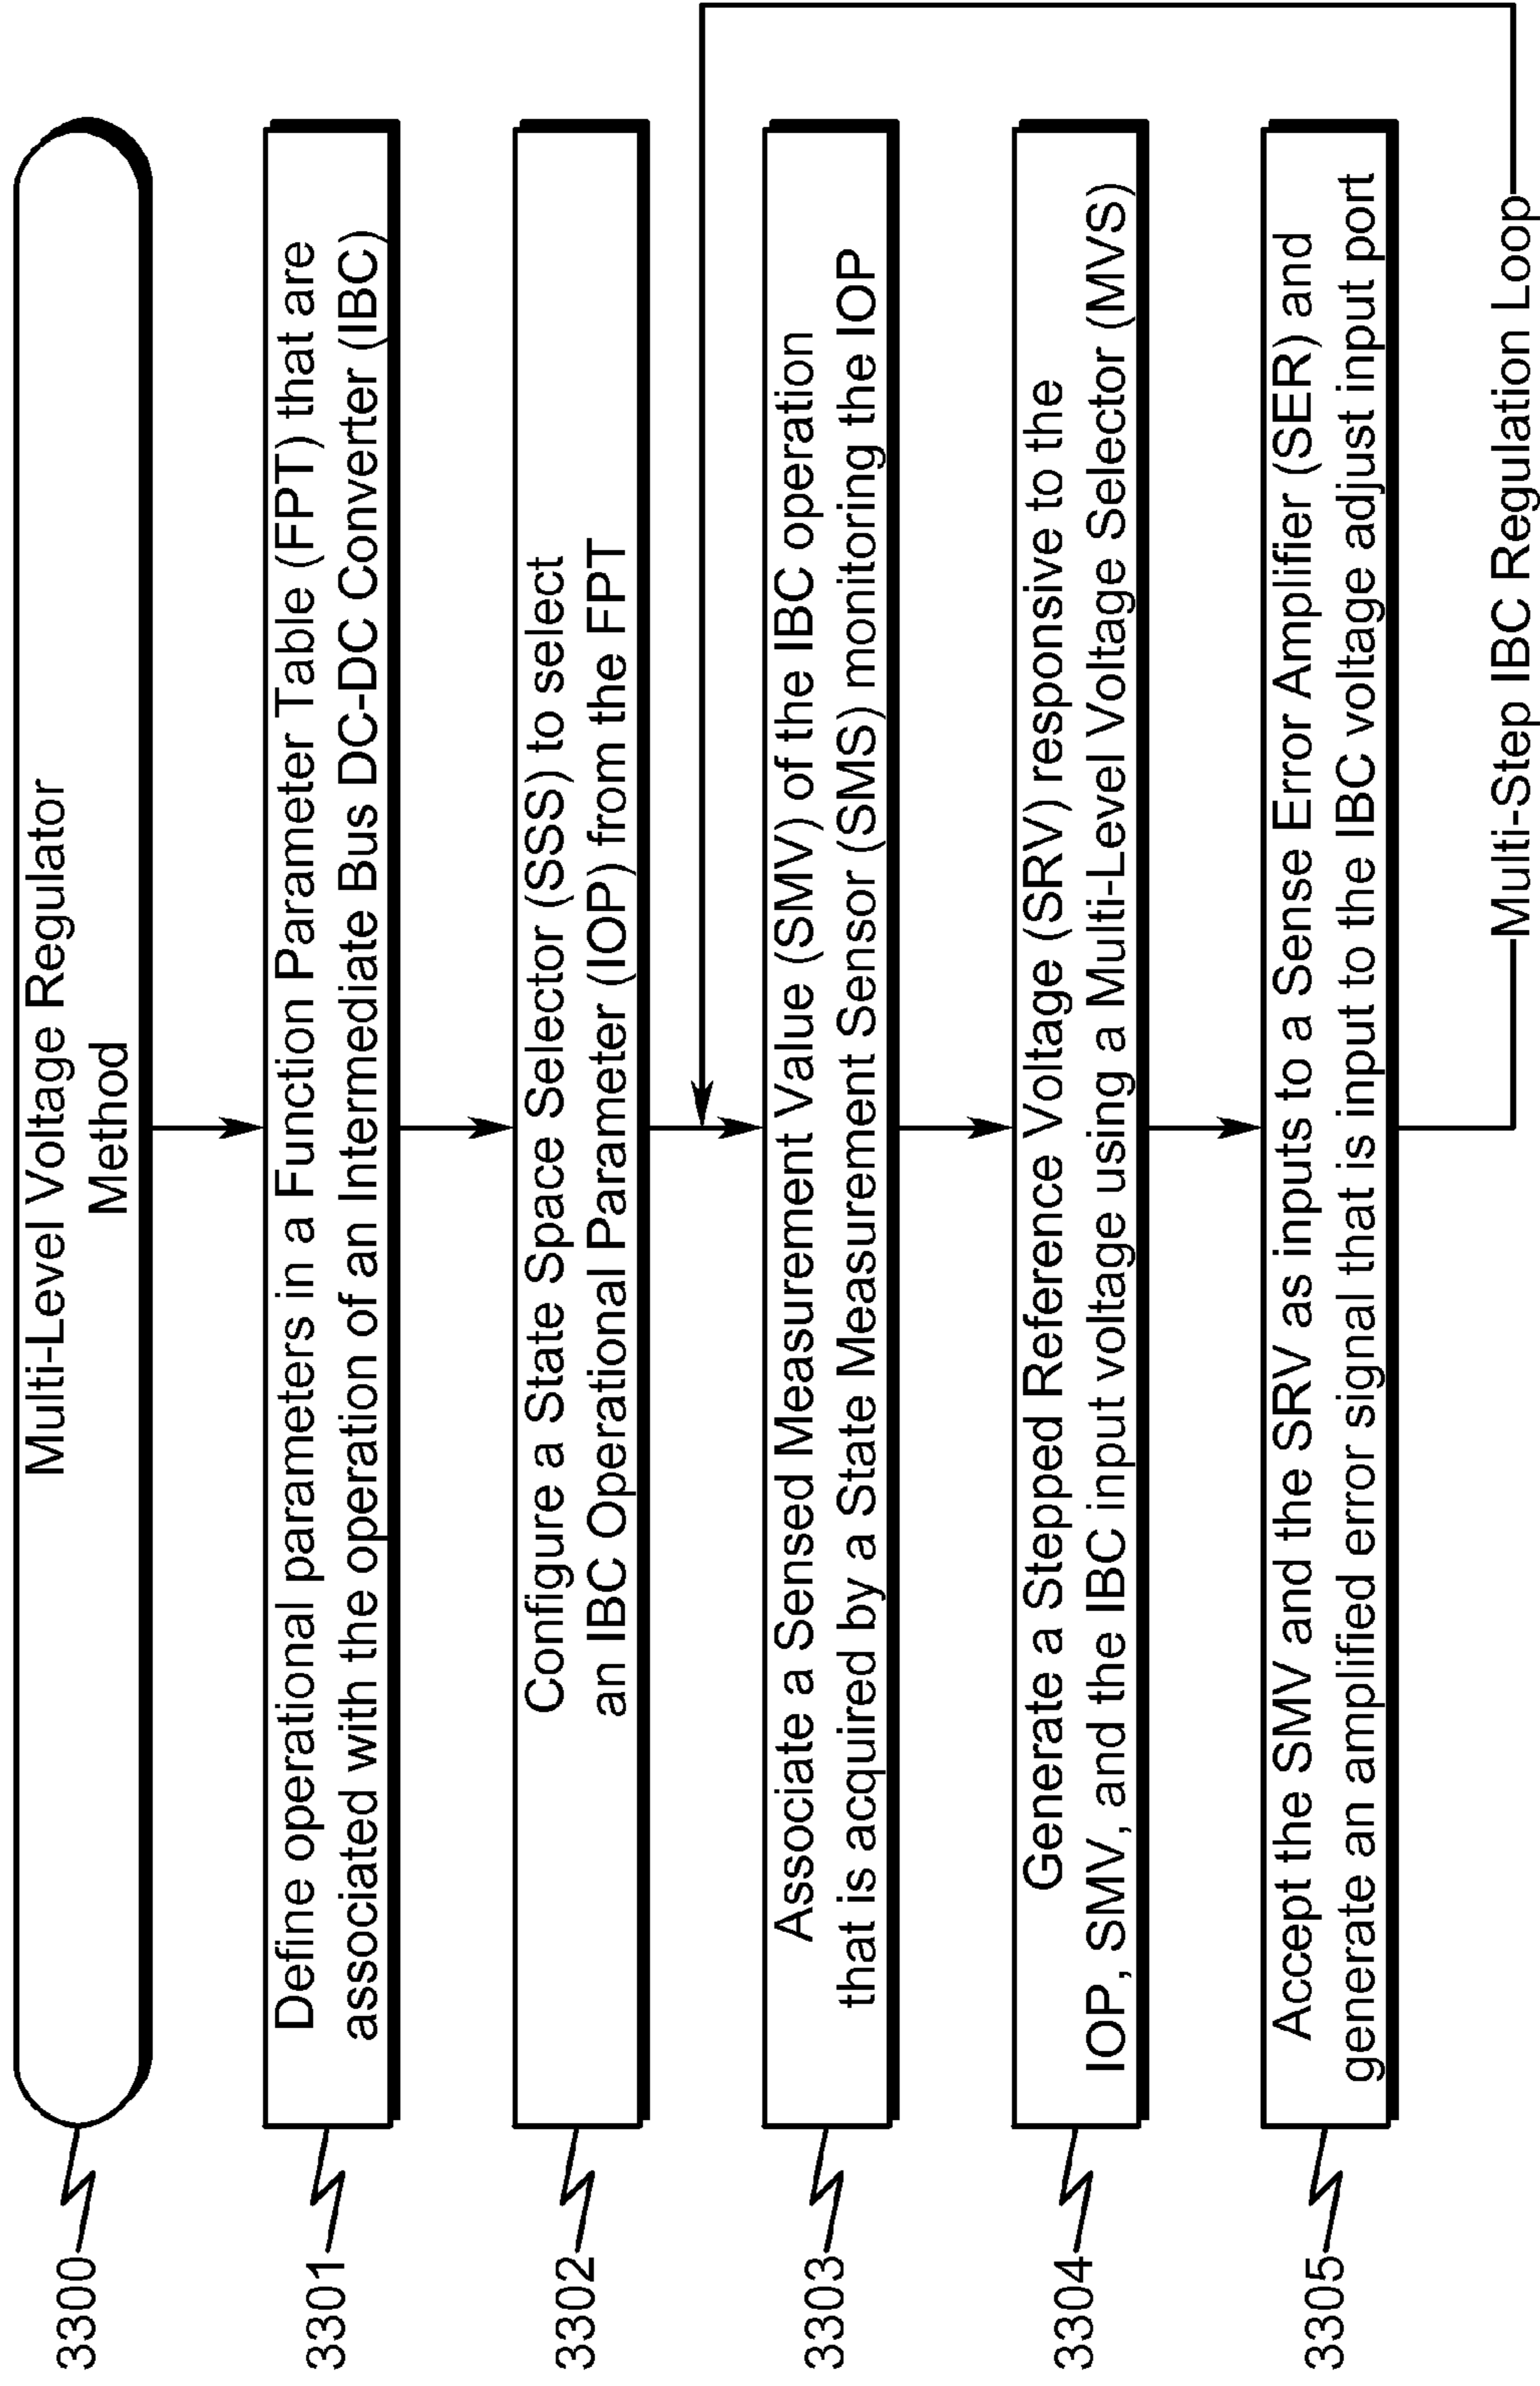 3300
Multi-Level Voltage Regulator
Method
3301
Define operational parameters in a Function Parameter Table (FPT) that are
associated with the operation of an Intermediate Bus DC-DC Converter (IBC)
3302
Configure a State Space Selector (SSS) to select
an IBC Operational Parameter (IOP) from the FPT
3303
Associate a Sensed Measurement Value (SMV) of the IBC operation
that is acquired by a State Measurement Sensor (SMS) monitoring the IOP
3304
Generate a Stepped Reference Voltage (SRV) responsive to the
IOP, SMV, and the IBC input voltage using a Multi-Level Voltage Selector (MVS)
3305
Accept the SMV and the SRV as inputs to a Sense Error Amplifier (SER) and
generate an amplified error signal that is input to the IBC voltage adjust input port
Multi-Step IBC Regulation Loop